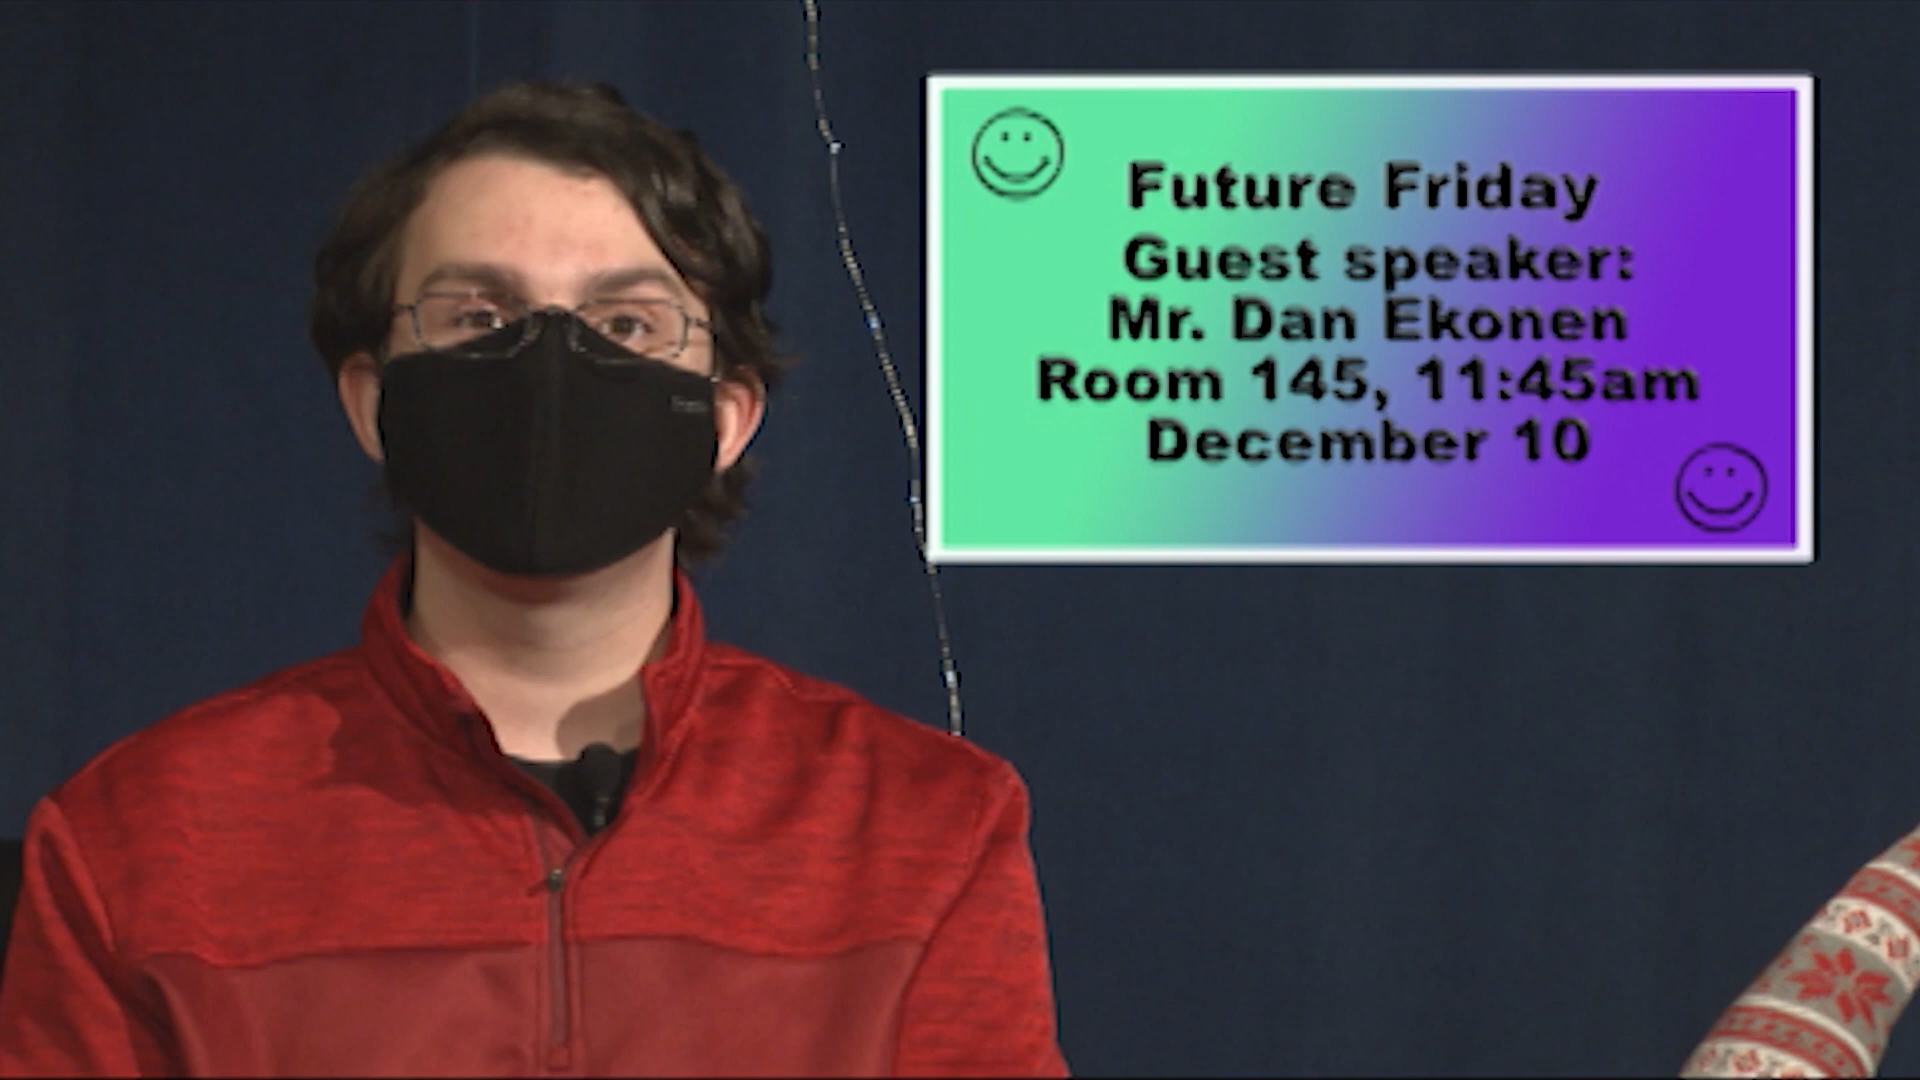 Future Friday
Guest speaker:
Mr. Dan Ekonen
Room 145, 11:45am
December 10